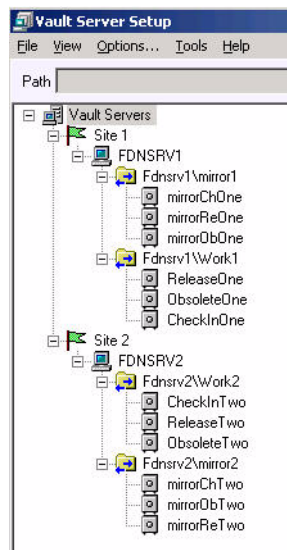 Vault Server Setup
File View Options... Tools Help
Path
Vault Servers
Site 1
FDNSRV1
Fdnsrv1\mirror1
mirrorChOne
mirrorReOne
mirrorObOne
Fdnsrv1\Work1
ReleaseOne
ObsoleteOne
CheckInOne
Site 2
FDNSRV2
Fdnsrv2\Work2
CheckInTwo
ReleaseTwo
ObsoleteTwo
Fdnsrv2\mirror2
mirrorChTwo
mirrorObTwo
mirrorReTwo